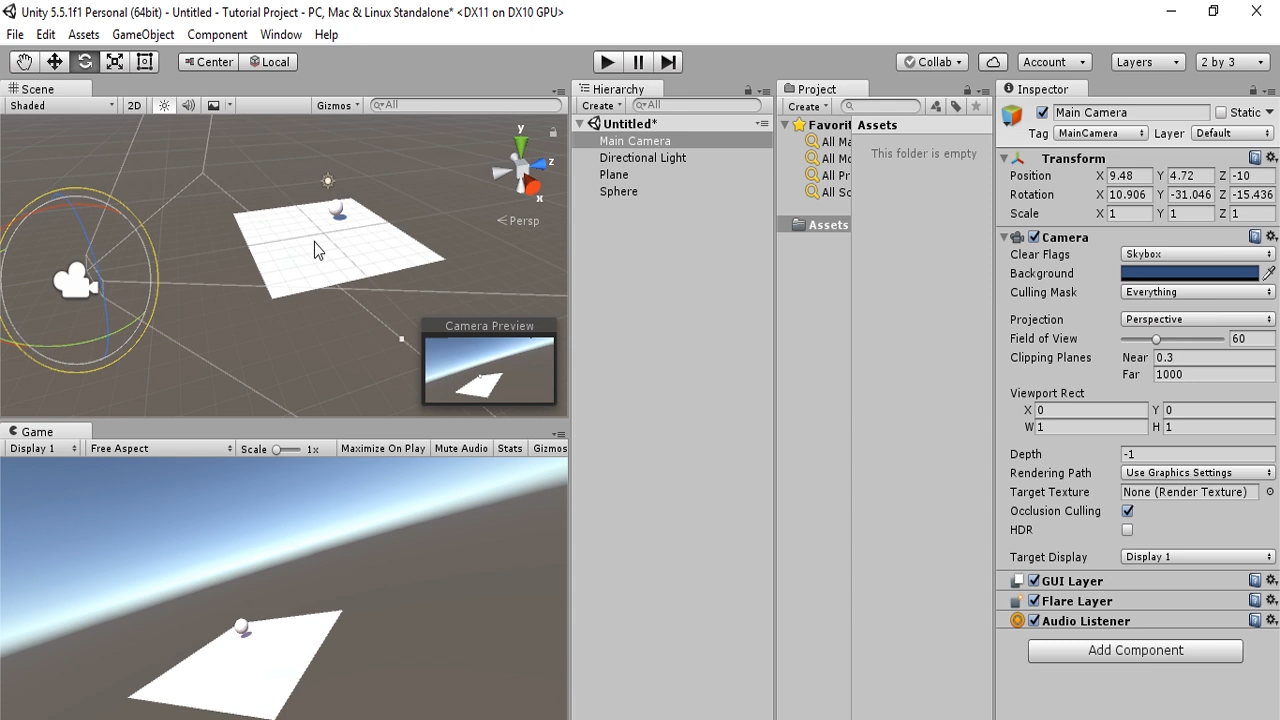 Unity 5.5.1f1 Personal (64bit) - Untitled - Tutorial Project - PC, Mac & Linux Standalone* <DX11 on DX10 GPU>
File Edit Assets GameObject Component Window Help
Center Local Collab Account Layers 2 by 3
Scene
Shaded 2D Gizmos All
y
z
x
Persp
Camera Preview
Game
Display 1 Free Aspect Scale 1x Maximize On Play Mute Audio Stats Gizmos
Hierarchy
Create All
Untitled*
Main Camera
Directional Light
Plane
Sphere
Project
Create
Favorit
All Ma
All Mo
All Pr
All Sc
Assets
Assets
This folder is empty
Inspector
Main Camera Static
Tag MainCamera Layer Default
Transform
Position X 9.48 Y 4.72 Z -10
Rotation X 10.906 Y -31.046 Z -15.436
Scale X 1 Y 1 Z 1
Camera
Clear Flags Skybox
Background
Culling Mask Everything
Projection Perspective
Field of View 60
Clipping Planes Near 0.3
Far 1000
Viewport Rect
X 0 Y 0
W 1 H 1
Depth -1
Rendering Path Use Graphics Settings
Target Texture None (Render Texture)
Occlusion Culling
HDR
Target Display Display 1
GUI Layer
Flare Layer
Audio Listener
Add Component